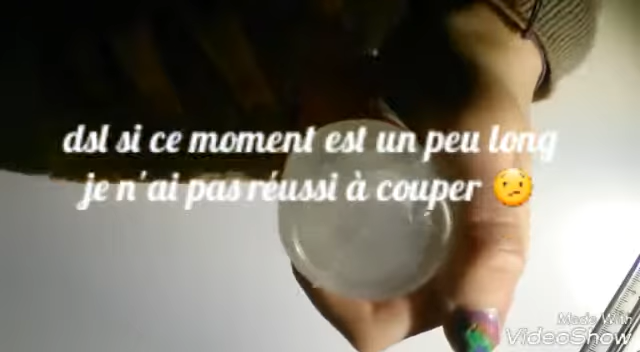 dsl si ce moment est un peu long
je n'ai pas réussi à couper 😕
Made With
VideoShow